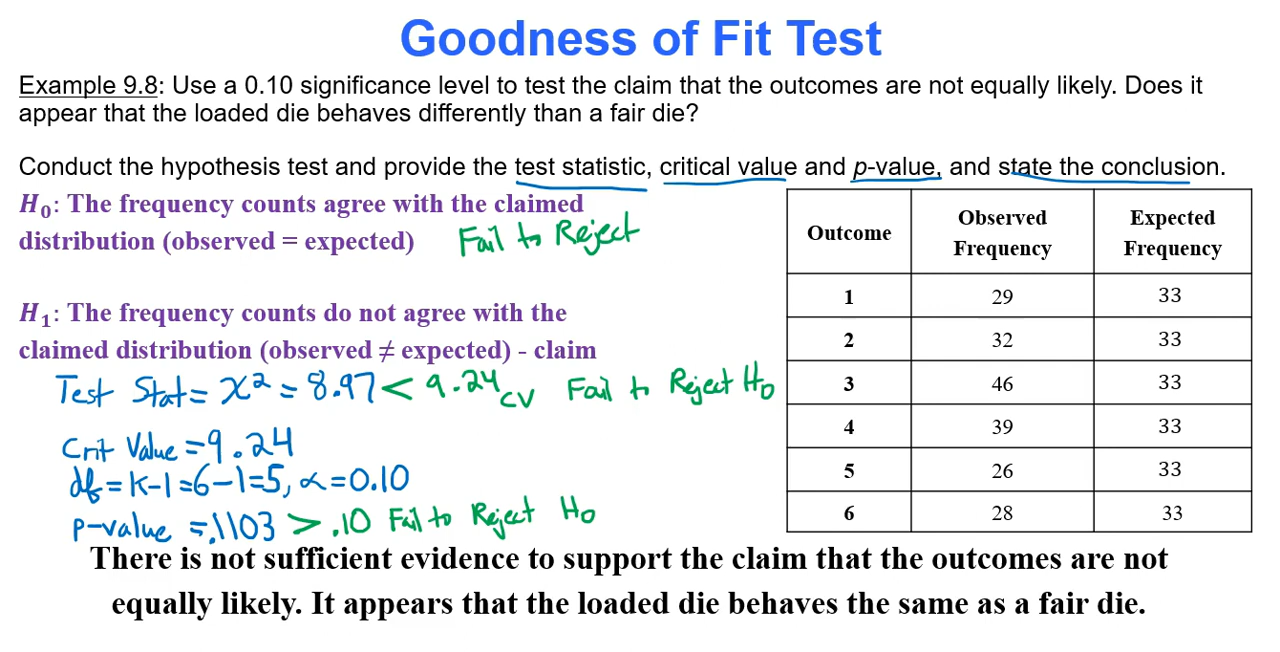 Goodness of Fit Test
Example 9.8: Use a 0.10 significance level to test the claim that the outcomes are not equally likely. Does it
appear that the loaded die behaves differently than a fair die?
Conduct the hypothesis test and provide the test statistic, critical value and p-value, and state the conclusion.
H₀: The frequency counts agree with the claimed
distribution (observed = expected) Fail to Reject
H₁: The frequency counts do not agree with the
claimed distribution (observed ≠ expected) - claim
Test Stat = χ² = 8.97 < 9.24 CV Fail to Reject H₀
Crit Value = 9.24
df = K-1 = 6-1 = 5, α = 0.10
p-value = .1103 > .10 Fail to Reject H₀
Outcome Observed Frequency Expected Frequency
1 29 33
2 32 33
3 46 33
4 39 33
5 26 33
6 28 33
There is not sufficient evidence to support the claim that the outcomes are not
equally likely. It appears that the loaded die behaves the same as a fair die.